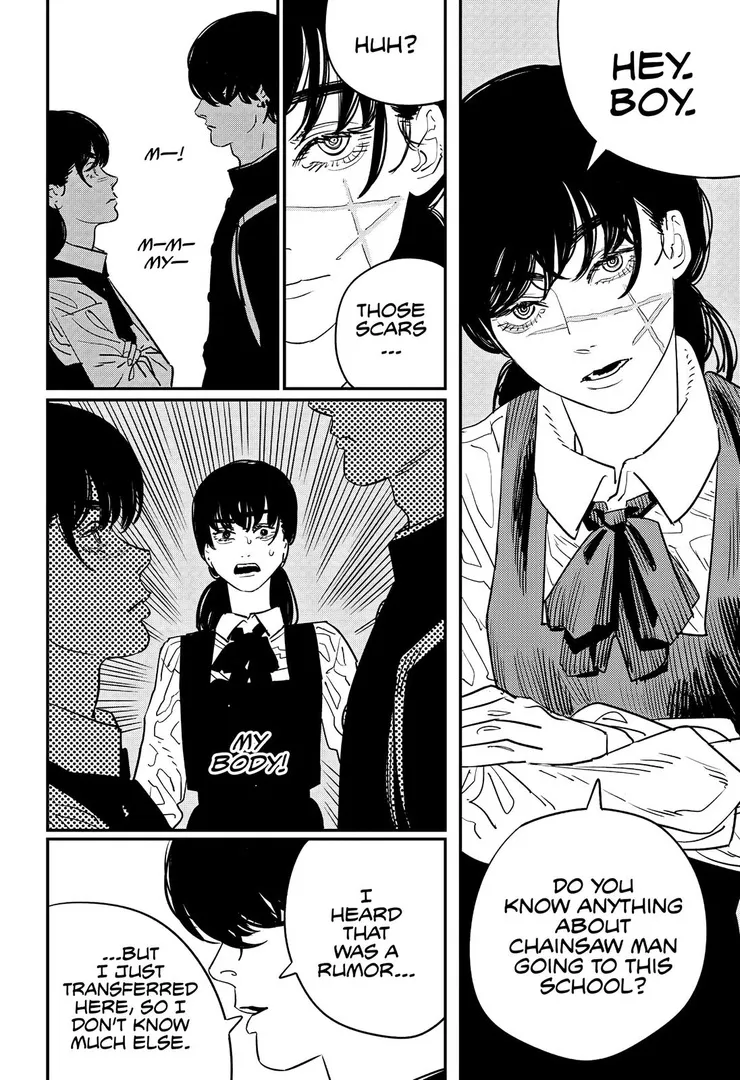 HEY.
BOY.
DO YOU
KNOW ANYTHING
ABOUT
CHAINSAW MAN
GOING TO THIS
SCHOOL?
HUH?
THOSE
SCARS
...
M—!
M—M—
MY—
MY
BODY!
I
HEARD
THAT
WAS A
RUMOR...
...BUT
I JUST
TRANSFERRED
HERE, SO I
DON'T KNOW
MUCH ELSE.